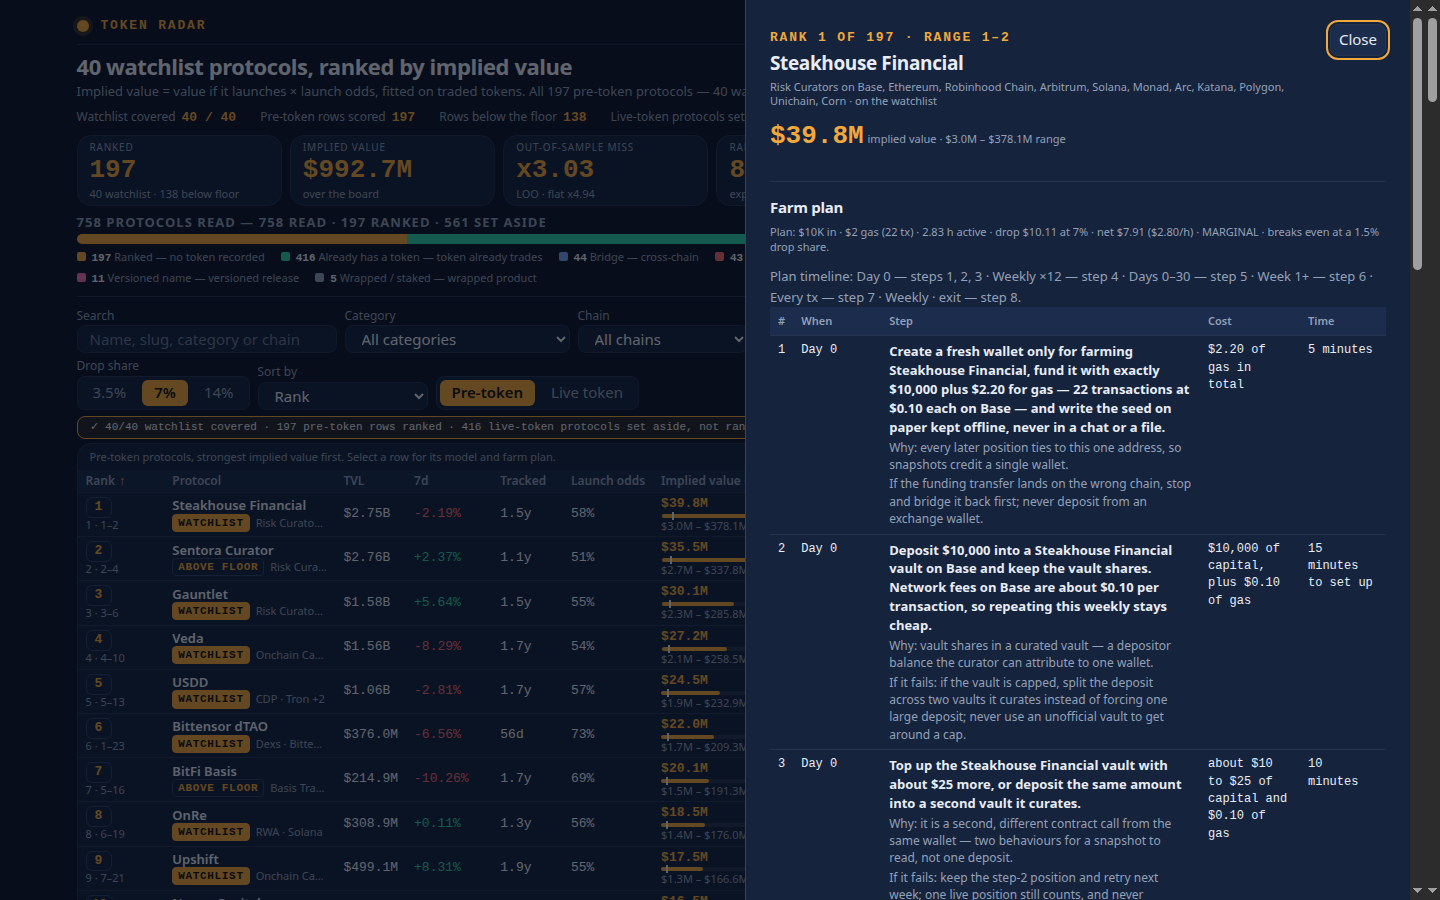 TOKEN RADAR
40 watchlist protocols, ranked by implied value
Implied value = value if it launches × launch odds, fitted on traded tokens. All 197 pre-token protocols — 40 wa
Watchlist covered 40 / 40 Pre-token rows scored 197 Rows below the floor 138 Live-token protocols set
RANKED
197
40 watchlist · 138 below floor
IMPLIED VALUE
$992.7M
over the board
OUT-OF-SAMPLE MISS
x3.03
LOO · flat x4.94
RA
8
exp
758 PROTOCOLS READ — 758 READ · 197 RANKED · 561 SET ASIDE
197 Ranked — no token recorded 416 Already has a token — token already trades 44 Bridge — cross-chain 43
11 Versioned name — versioned release 5 Wrapped / staked — wrapped product
Search Category Chain
Name, slug, category or chain All categories All chains
Drop share Sort by
3.5% 7% 14% Rank Pre-token Live token
✓ 40/40 watchlist covered · 197 pre-token rows ranked · 416 live-token protocols set aside, not ran
Pre-token protocols, strongest implied value first. Select a row for its model and farm plan.
Rank ↑ Protocol TVL 7d Tracked Launch odds Implied value
1 Steakhouse Financial $2.75B -2.19% 1.5y 58% $39.8M
1 · 1–2 WATCHLIST Risk Curato... $3.0M – $378.1M
2 Sentora Curator $2.76B +2.37% 1.1y 51% $35.5M
2 · 2–4 ABOVE FLOOR Risk Cura... $2.7M – $337.8M
3 Gauntlet $1.58B +5.64% 1.5y 55% $30.1M
3 · 3–6 WATCHLIST Risk Curato... $2.3M – $285.8M
4 Veda $1.56B -8.29% 1.7y 54% $27.2M
4 · 4–10 WATCHLIST Onchain Ca... $2.1M – $258.5M
5 USDD $1.06B -2.81% 1.7y 57% $24.5M
5 · 5–13 WATCHLIST CDP · Tron +2 $1.9M – $232.9M
6 Bittensor dTAO $376.0M -6.56% 56d 73% $22.0M
6 · 1–23 WATCHLIST Dexs · Bitte... $1.7M – $209.3M
7 BitFi Basis $214.9M -10.26% 1.7y 69% $20.1M
7 · 5–16 ABOVE FLOOR Basis Tra... $1.5M – $191.3M
8 OnRe $308.9M +0.11% 1.3y 56% $18.5M
8 · 6–19 WATCHLIST RWA · Solana $1.4M – $176.0M
9 Upshift $499.1M +8.31% 1.9y 55% $17.5M
9 · 7–21 WATCHLIST Onchain Ca... $1.3M – $166.6M
RANK 1 OF 197 · RANGE 1–2
Close
Steakhouse Financial
Risk Curators on Base, Ethereum, Robinhood Chain, Arbitrum, Solana, Monad, Arc, Katana, Polygon,
Unichain, Corn · on the watchlist
$39.8M implied value · $3.0M – $378.1M range
Farm plan
Plan: $10K in · $2 gas (22 tx) · 2.83 h active · drop $10.11 at 7% · net $7.91 ($2.80/h) · MARGINAL · breaks even at a 1.5%
drop share.
Plan timeline: Day 0 — steps 1, 2, 3 · Weekly ×12 — step 4 · Days 0–30 — step 5 · Week 1+ — step 6 ·
Every tx — step 7 · Weekly · exit — step 8.
# When Step Cost Time
1 Day 0
Create a fresh wallet only for farming
Steakhouse Financial, fund it with exactly
$10,000 plus $2.20 for gas — 22 transactions at
$0.10 each on Base — and write the seed on
paper kept offline, never in a chat or a file.
Why: every later position ties to this one address, so
snapshots credit a single wallet.
If the funding transfer lands on the wrong chain, stop
and bridge it back first; never deposit from an
exchange wallet.
$2.20 of
gas in
total
5 minutes
2 Day 0
Deposit $10,000 into a Steakhouse Financial
vault on Base and keep the vault shares.
Network fees on Base are about $0.10 per
transaction, so repeating this weekly stays
cheap.
Why: vault shares in a curated vault — a depositor
balance the curator can attribute to one wallet.
If it fails: if the vault is capped, split the deposit
across two vaults it curates instead of forcing one
large deposit; never use an unofficial vault to get
around a cap.
$10,000 of
capital,
plus $0.10
of gas
15
minutes
to set up
3 Day 0
Top up the Steakhouse Financial vault with
about $25 more, or deposit the same amount
into a second vault it curates.
Why: it is a second, different contract call from the
same wallet — two behaviours for a snapshot to
read, not one deposit.
If it fails: keep the step-2 position and retry next
week; one live position still counts, and never
about $10
to $25 of
capital and
$0.10 of
gas
10
minutes